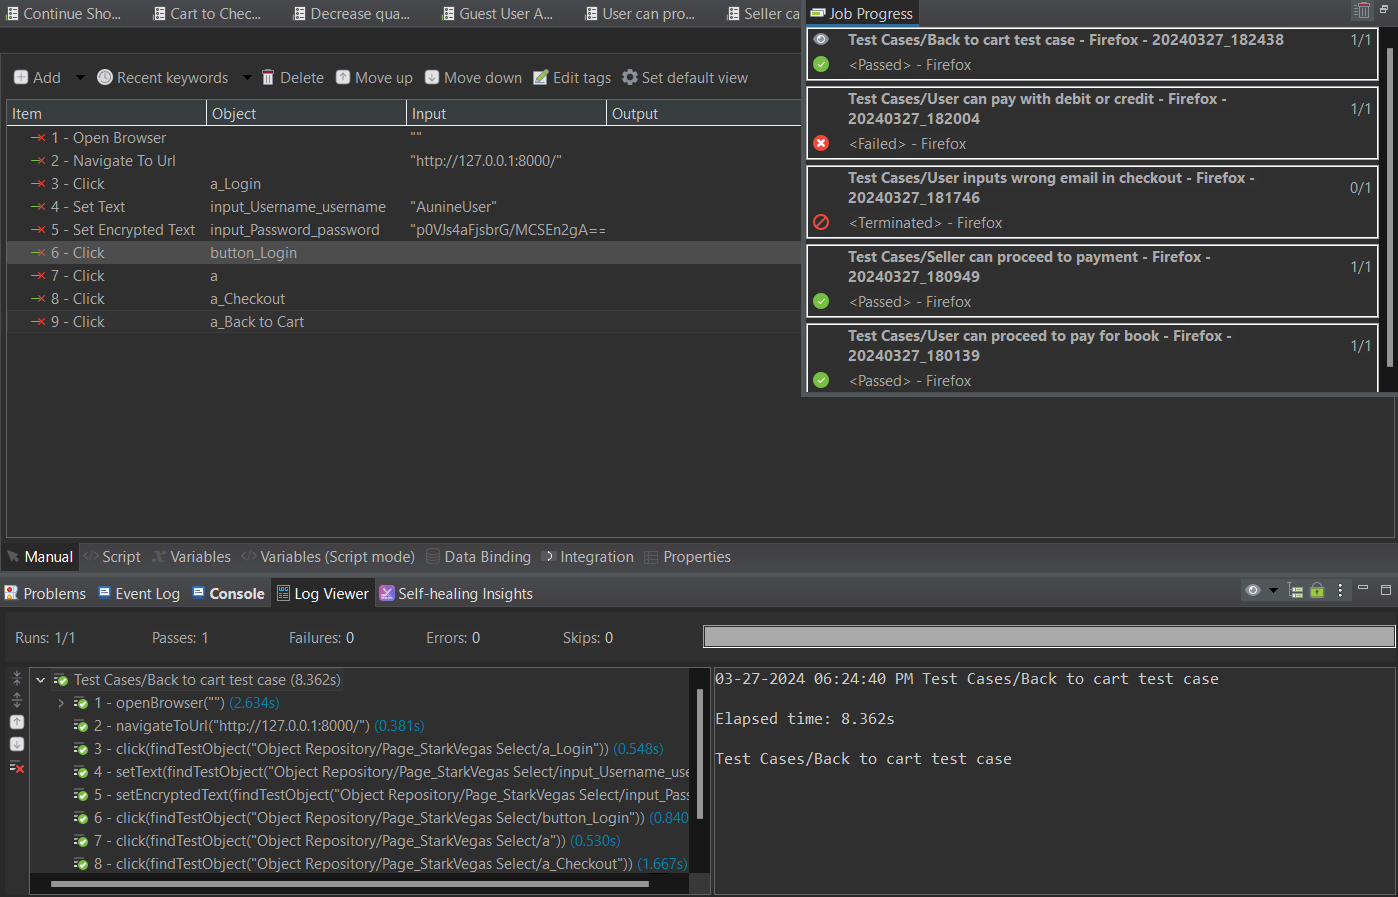 Continue Sho...
Cart to Chec...
Decrease qua...
Guest User A...
User can pro...
Seller ca
Job Progress
Add
Recent keywords
Delete
Move up
Move down
Edit tags
Set default view
Item Object Input Output
1 - Open Browser ""
2 - Navigate To Url "http://127.0.0.1:8000/"
3 - Click a_Login
4 - Set Text input_Username_username "AunineUser"
5 - Set Encrypted Text input_Password_password "p0VJs4aFjsbrG/MCSEn2gA==
6 - Click button_Login
7 - Click a
8 - Click a_Checkout
9 - Click a_Back to Cart
Test Cases/Back to cart test case - Firefox - 20240327_182438 1/1
<Passed> - Firefox
Test Cases/User can pay with debit or credit - Firefox -
20240327_182004 1/1
<Failed> - Firefox
Test Cases/User inputs wrong email in checkout - Firefox -
20240327_181746 0/1
<Terminated> - Firefox
Test Cases/Seller can proceed to payment - Firefox -
20240327_180949 1/1
<Passed> - Firefox
Test Cases/User can proceed to pay for book - Firefox -
20240327_180139 1/1
<Passed> - Firefox
Manual
Script
Variables
Variables (Script mode)
Data Binding
Integration
Properties
Problems
Event Log
Console
Log Viewer
Self-healing Insights
Runs: 1/1 Passes: 1 Failures: 0 Errors: 0 Skips: 0
Test Cases/Back to cart test case (8.362s)
1 - openBrowser("") (2.634s)
2 - navigateToUrl("http://127.0.0.1:8000/") (0.381s)
3 - click(findTestObject("Object Repository/Page_StarkVegas Select/a_Login")) (0.548s)
4 - setText(findTestObject("Object Repository/Page_StarkVegas Select/input_Username_use
5 - setEncryptedText(findTestObject("Object Repository/Page_StarkVegas Select/input_Pas
6 - click(findTestObject("Object Repository/Page_StarkVegas Select/button_Login")) (0.840
7 - click(findTestObject("Object Repository/Page_StarkVegas Select/a")) (0.530s)
8 - click(findTestObject("Object Repository/Page_StarkVegas Select/a_Checkout")) (1.667s)
03-27-2024 06:24:40 PM Test Cases/Back to cart test case
Elapsed time: 8.362s
Test Cases/Back to cart test case